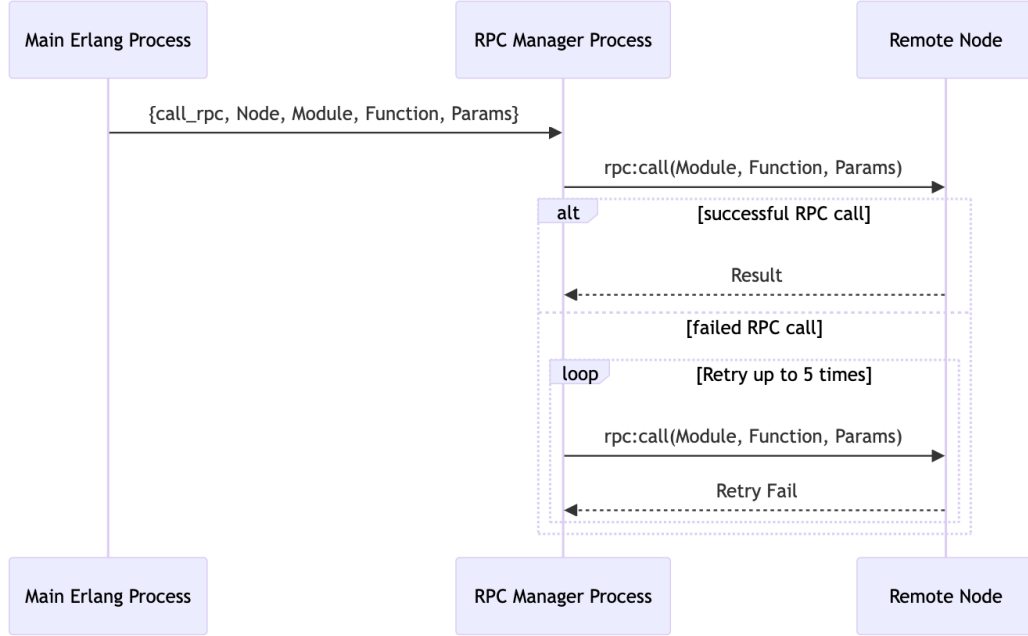 Main Erlang Process
RPC Manager Process
Remote Node
{call_rpc, Node, Module, Function, Params}
rpc:call(Module, Function, Params)
alt
[successful RPC call]
Result
[failed RPC call]
loop
[Retry up to 5 times]
rpc:call(Module, Function, Params)
Retry Fail
Main Erlang Process
RPC Manager Process
Remote Node